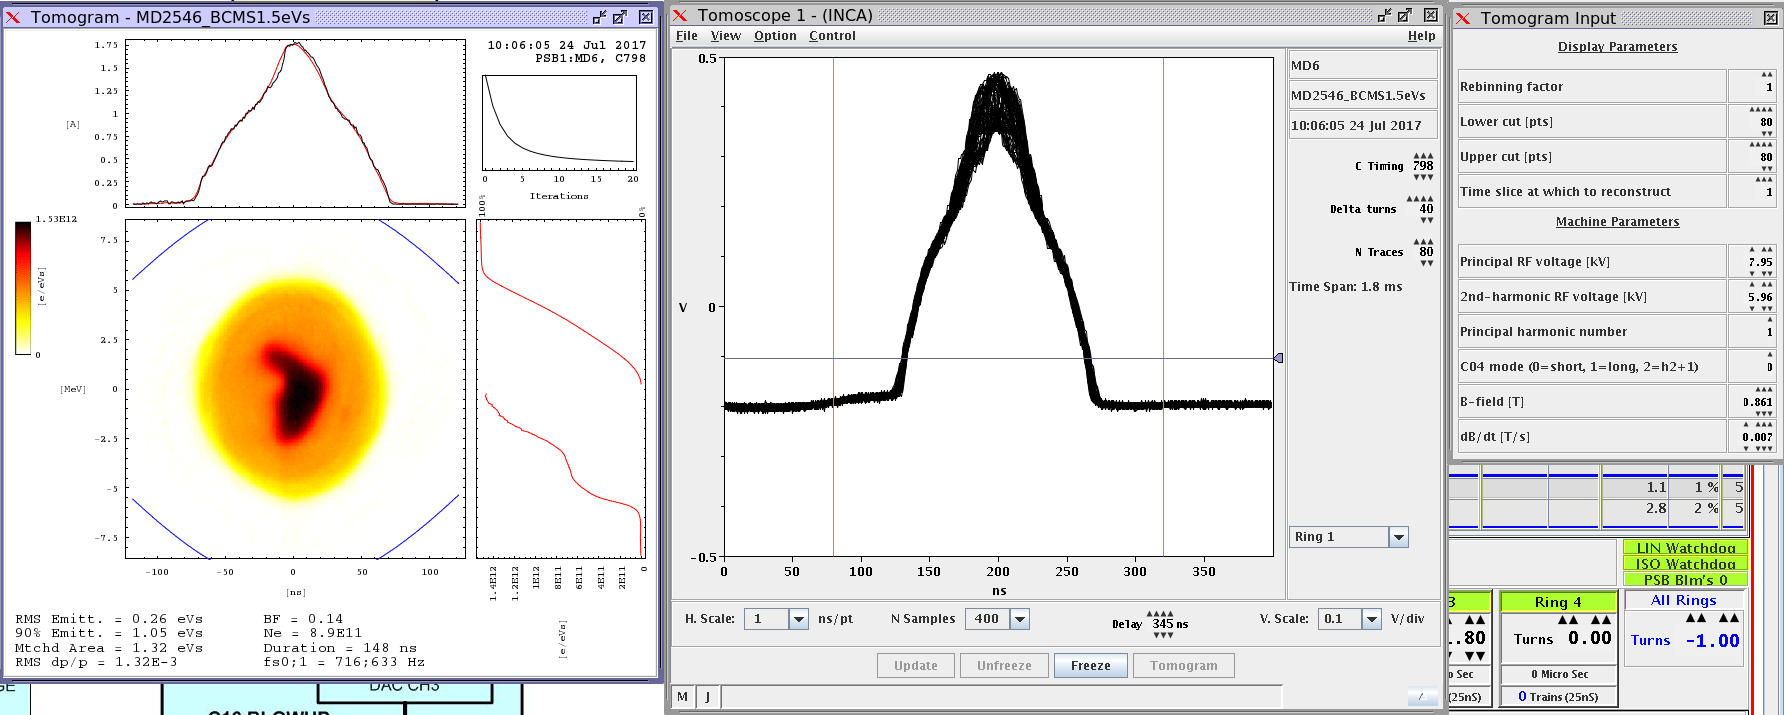 Tomogram - MD2546_BCMS1.5eVs
10:06:05 24 Jul 2017
PSB1:MD6, C798
1.75
1.5
1.25
1
0.75
0.5
0.25
0
[A]
0 5 10 15 20
Iterations
100% 0%
1.53E12
0
[e/eVs]
7.5
5
2.5
0
-2.5
-5
-7.5
[MeV]
-100 -50 0 50 100
[ns]
1.4E12 1.2E12 1E12 8E11 6E11 4E11 2E11 0
[e/eVs]
RMS Emitt. = 0.26 eVs BF = 0.14
90% Emitt. = 1.05 eVs Ne = 8.9E11
Mtchd Area = 1.32 eVs Duration = 148 ns
RMS dp/p = 1.32E-3 fs0;1 = 716;633 Hz
DAC CH3
Tomoscope 1 - (INCA)
File View Option Control Help
0.5
V 0
-0.5
0 50 100 150 200 250 300 350
ns
MD6
MD2546_BCMS1.5eVs
10:06:05 24 Jul 2017
C Timing 798
Delta turns 40
N Traces 80
Time Span: 1.8 ms
Ring 1
H. Scale: 1 ns/pt N Samples 400 Delay 345 ns V. Scale: 0.1 V/div
Update Unfreeze Freeze Tomogram
M J
Tomogram Input
Display Parameters
Rebinning factor 1
Lower cut [pts] 80
Upper cut [pts] 80
Time slice at which to reconstruct 1
Machine Parameters
Principal RF voltage [kV] 7.95
2nd-harmonic RF voltage [kV] 5.96
Principal harmonic number 1
C04 mode (0=short, 1=long, 2=h2+1) 0
B-field [T] 0.861
dB/dt [T/s] 0.007
1.1 1 % 5
2.8 2 % 5
LIN Watchdog
ISO Watchdog
PSB Blm's 0
3 Ring 4 All Rings
.80 Turns 0.00 Turns -1.00
o Sec 0 Micro Sec
(25nS) 0 Trains (25nS)